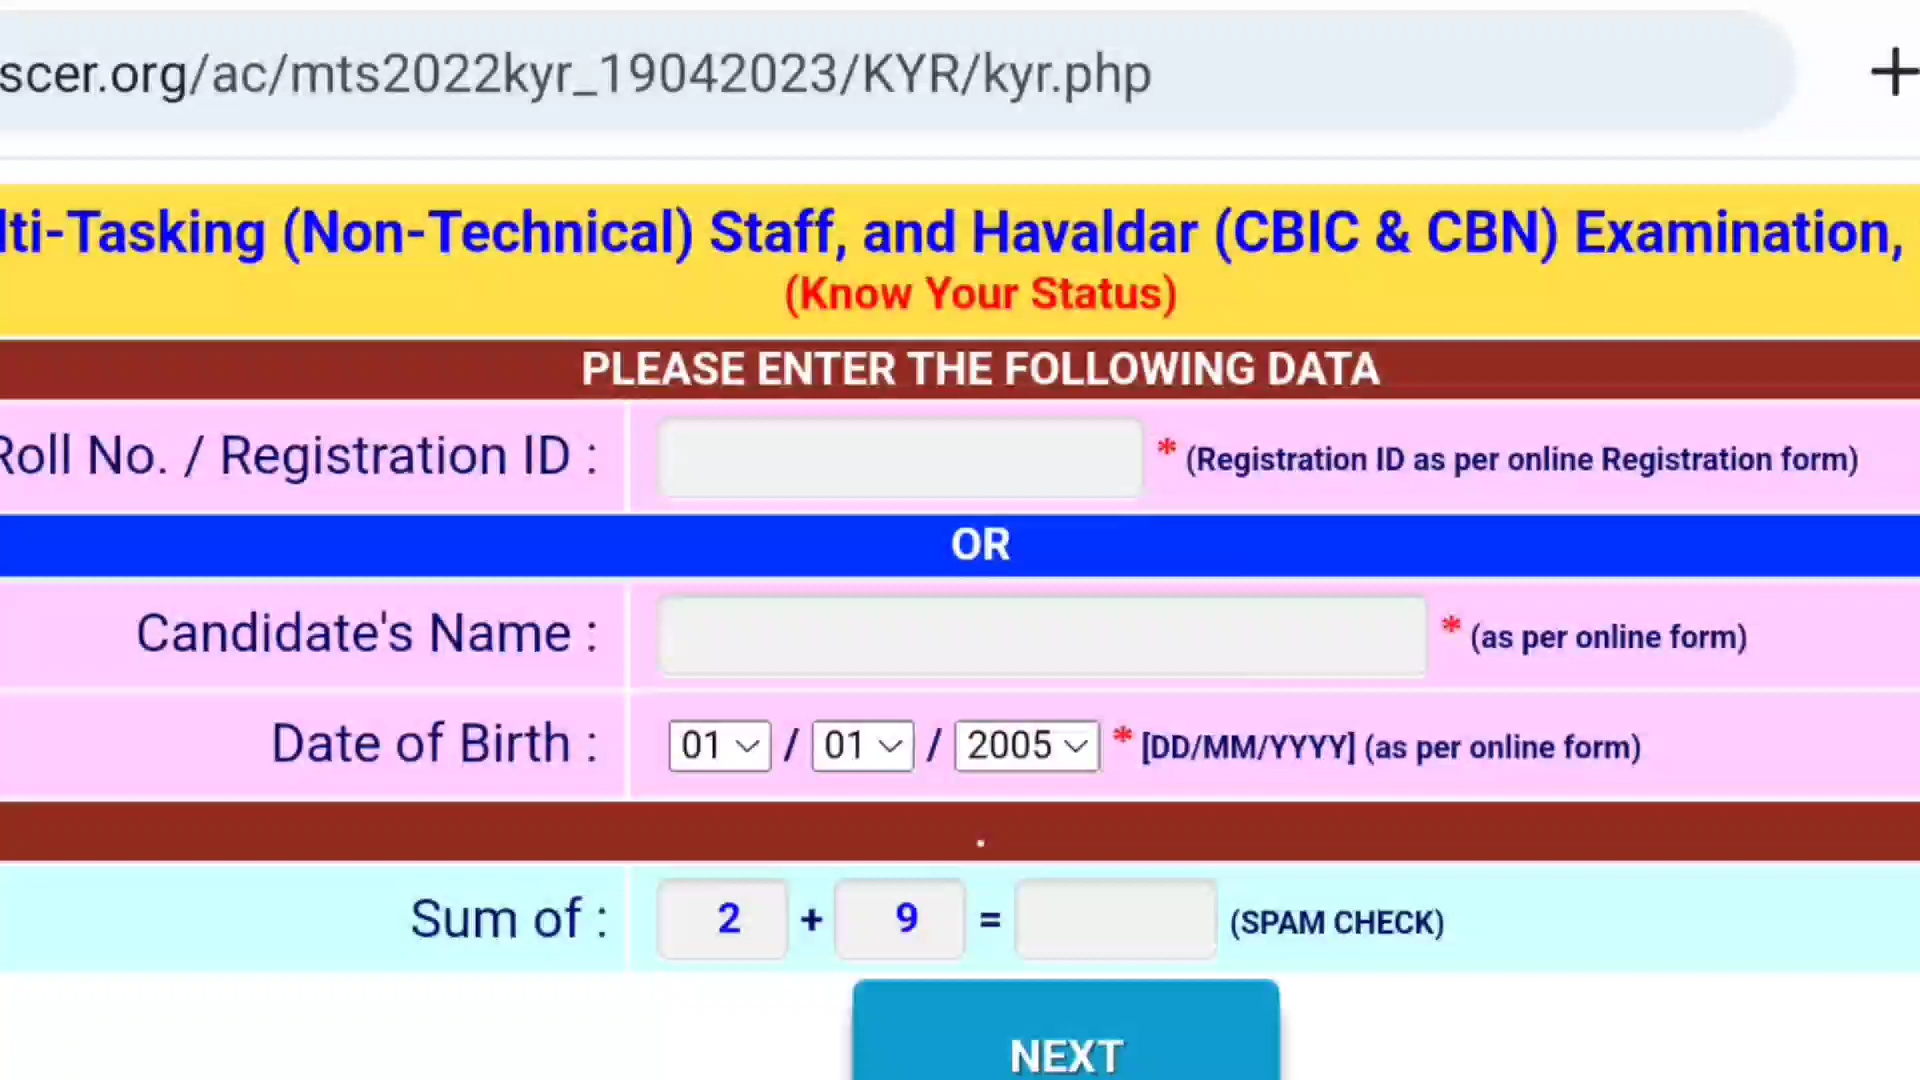 scer.org/ac/mts2022kyr_19042023/KYR/kyr.php +
lti-Tasking (Non-Technical) Staff, and Havaldar (CBIC & CBN) Examination,
(Know Your Status)
PLEASE ENTER THE FOLLOWING DATA
Roll No. / Registration ID : * (Registration ID as per online Registration form)
OR
Candidate's Name : * (as per online form)
Date of Birth : 01 / 01 / 2005 * [DD/MM/YYYY] (as per online form)
.
Sum of : 2 + 9 = (SPAM CHECK)
NEXT